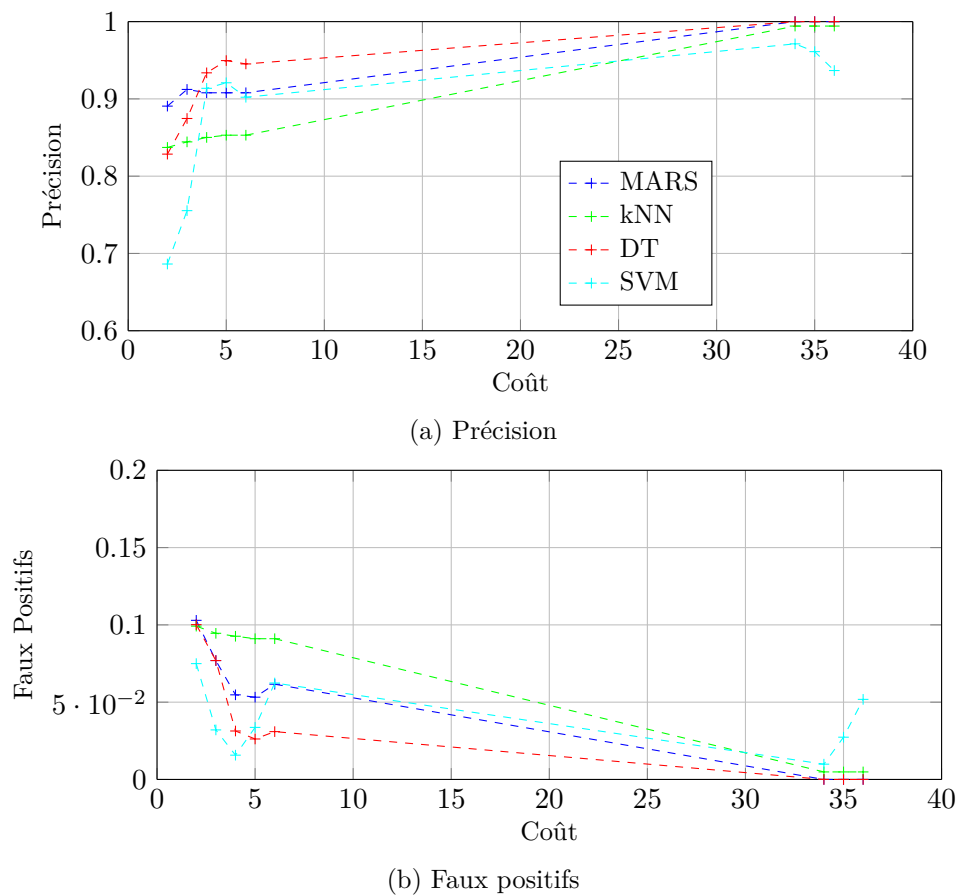 1
0.9
0.8
0.7
0.6
Précision
MARS
kNN
DT
SVM
0 5 10 15 20 25 30 35 40
Coût
(a) Précision
0.2
0.15
0.1
5 · 10⁻²
0
Faux Positifs
0 5 10 15 20 25 30 35 40
Coût
(b) Faux positifs